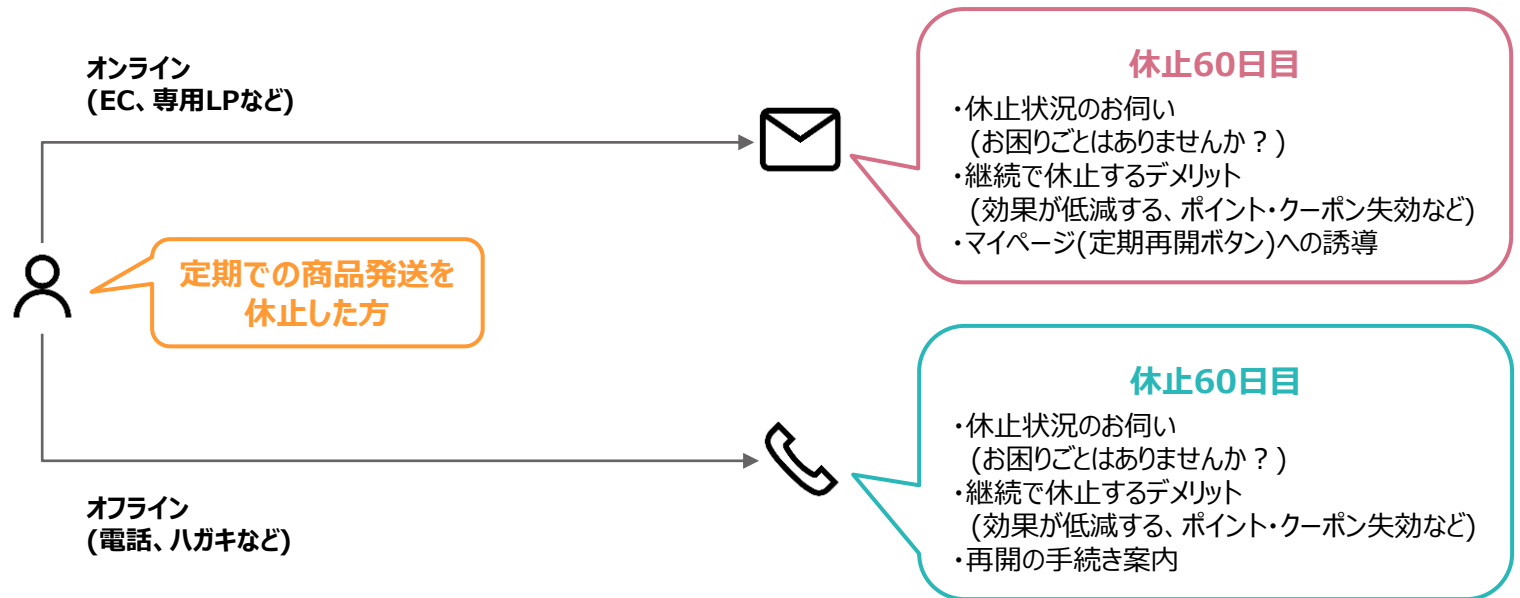 オンライン
(EC、専用LPなど)
休止60日目
・休止状況のお伺い
(お困りごとはありませんか？)
・継続で休止するデメリット
(効果が低減する、ポイント・クーポン失効など)
・マイページ(定期再開ボタン)への誘導
定期での商品発送を
休止した方
休止60日目
・休止状況のお伺い
(お困りごとはありませんか？)
・継続で休止するデメリット
(効果が低減する、ポイント・クーポン失効など)
・再開の手続き案内
オフライン
(電話、ハガキなど)